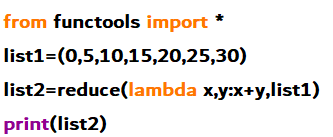 from functools import *
list1=(0,5,10,15,20,25,30)
list2=reduce(lambda x,y:x+y,list1)
print(list2)